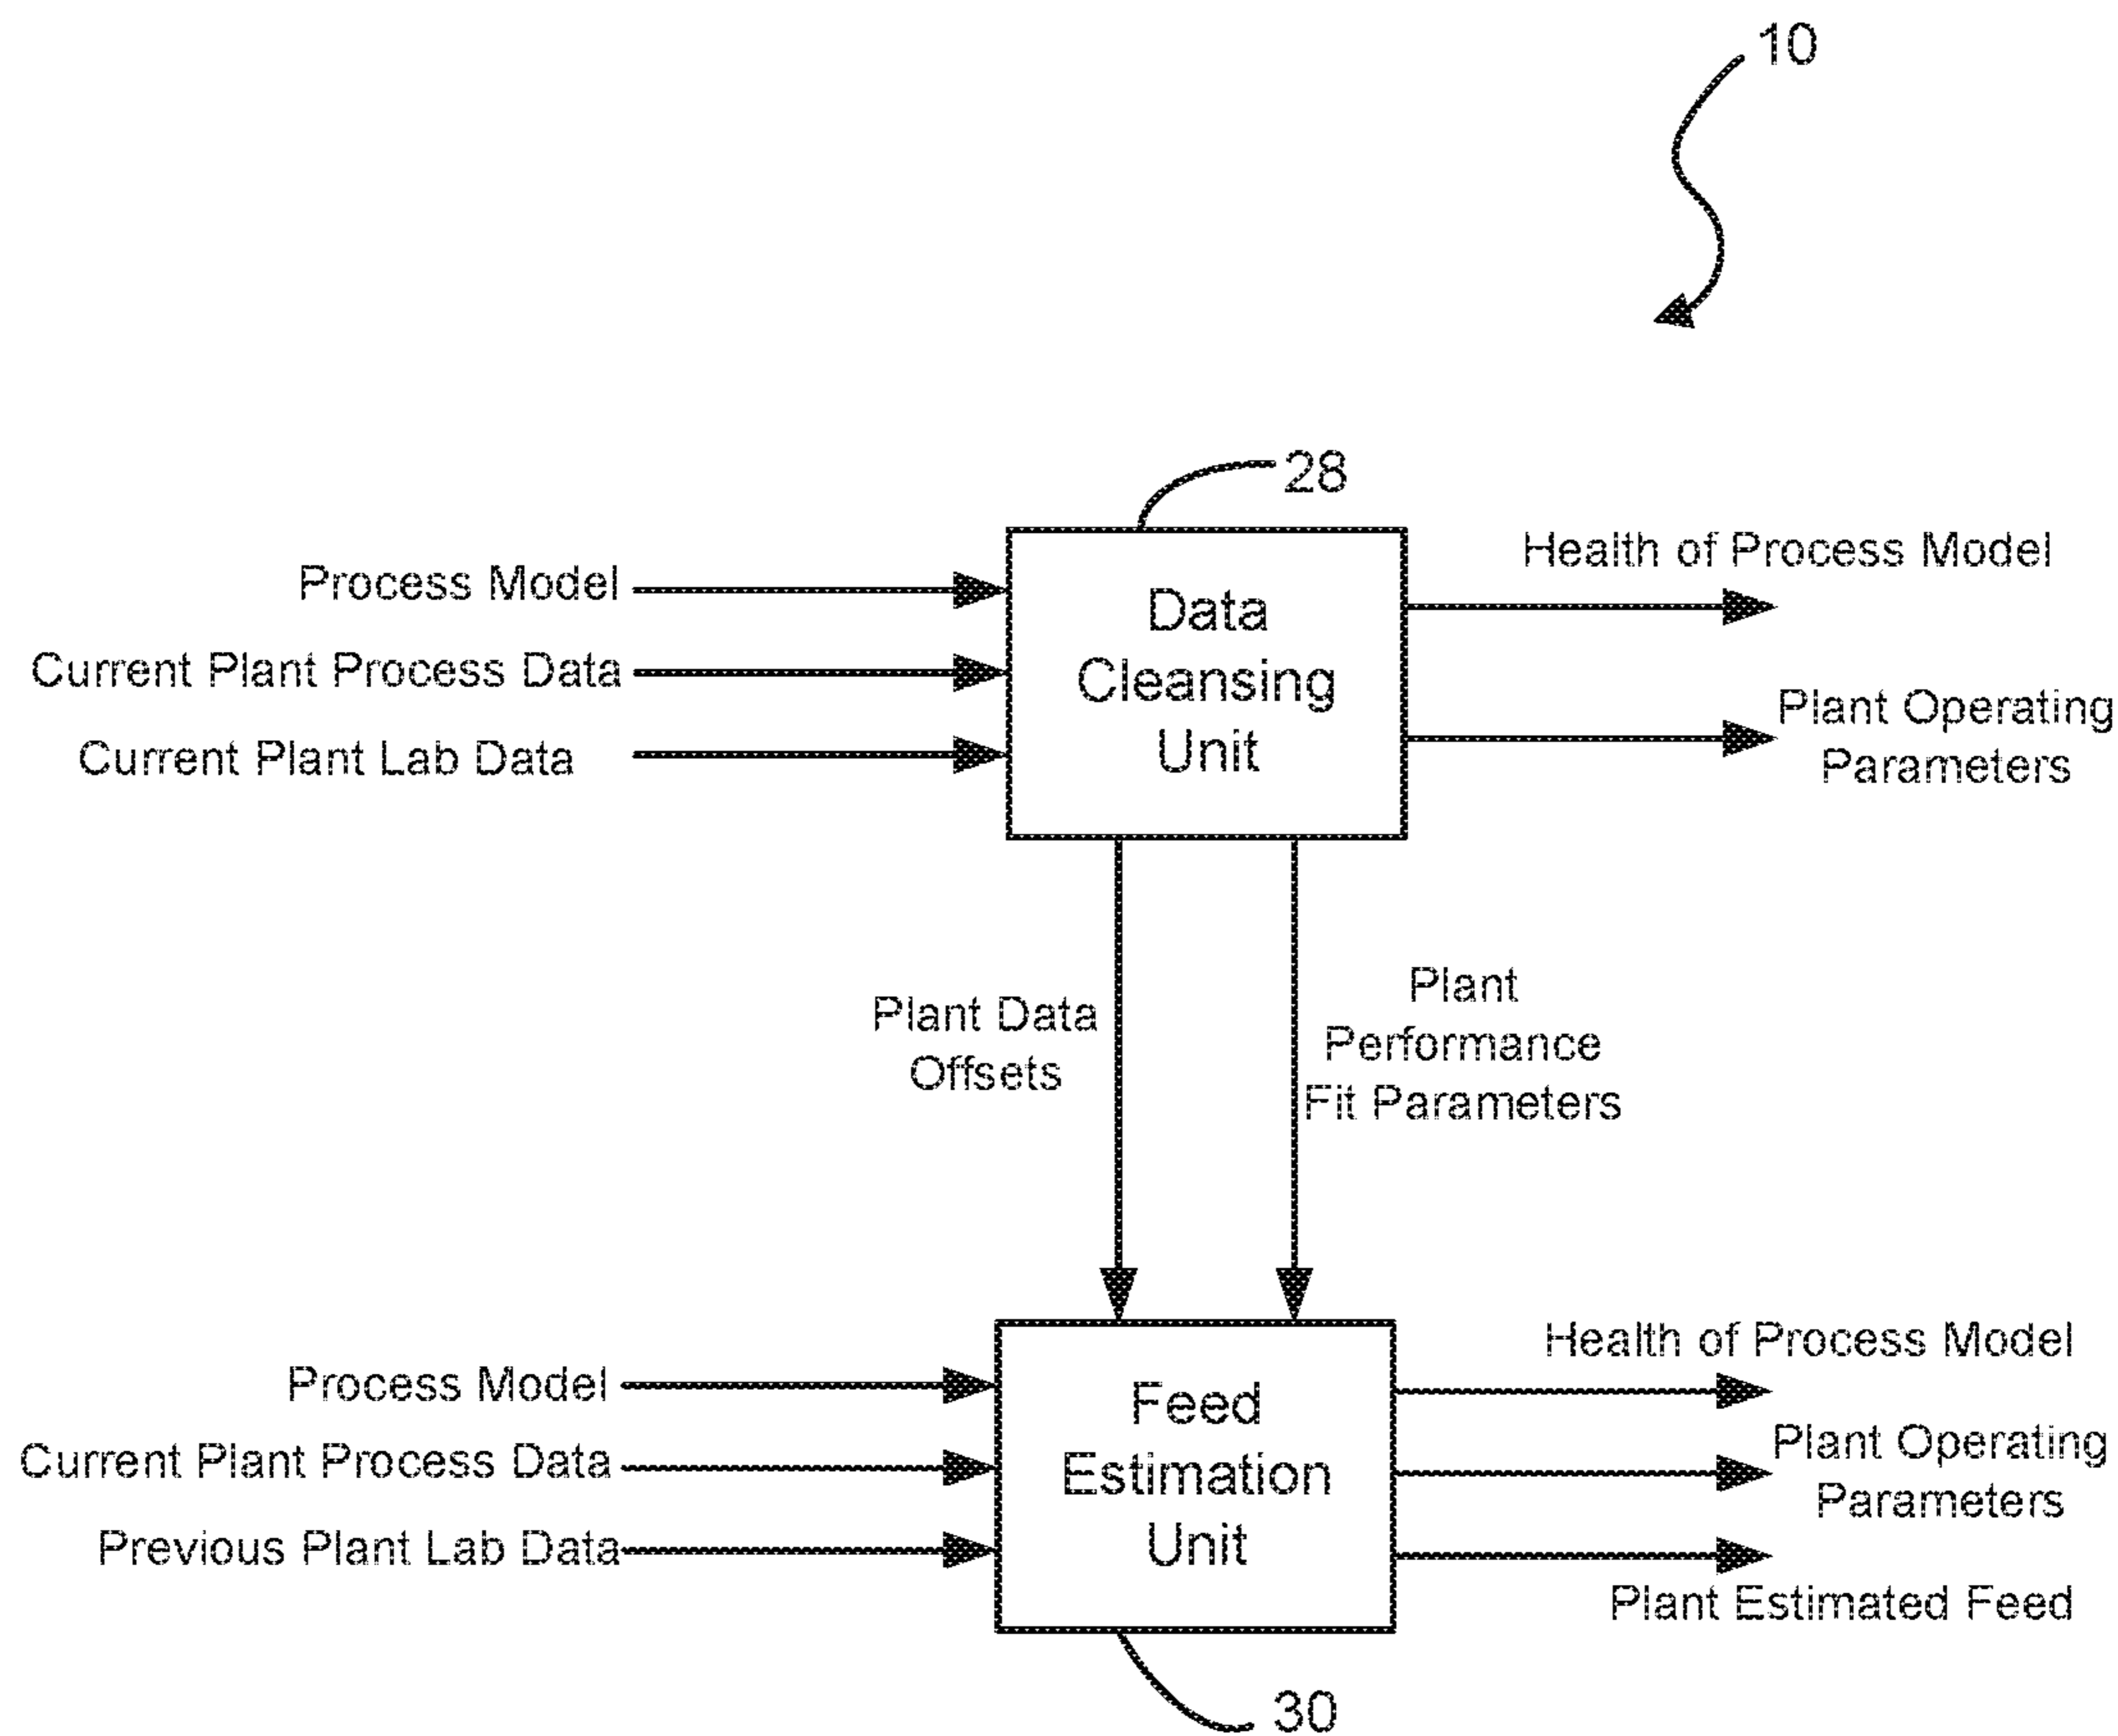 10
28
Process Model
Current Plant Process Data
Current Plant Lab Data
Data
Cleansing
Unit
Health of Process Model
Plant Operating
Parameters
Plant Data
Offsets
Plant
Performance
Fit Parameters
Process Model
Current Plant Process Data
Previous Plant Lab Data
Feed
Estimation
Unit
Health of Process Model
Plant Operating
Parameters
Plant Estimated Feed
30